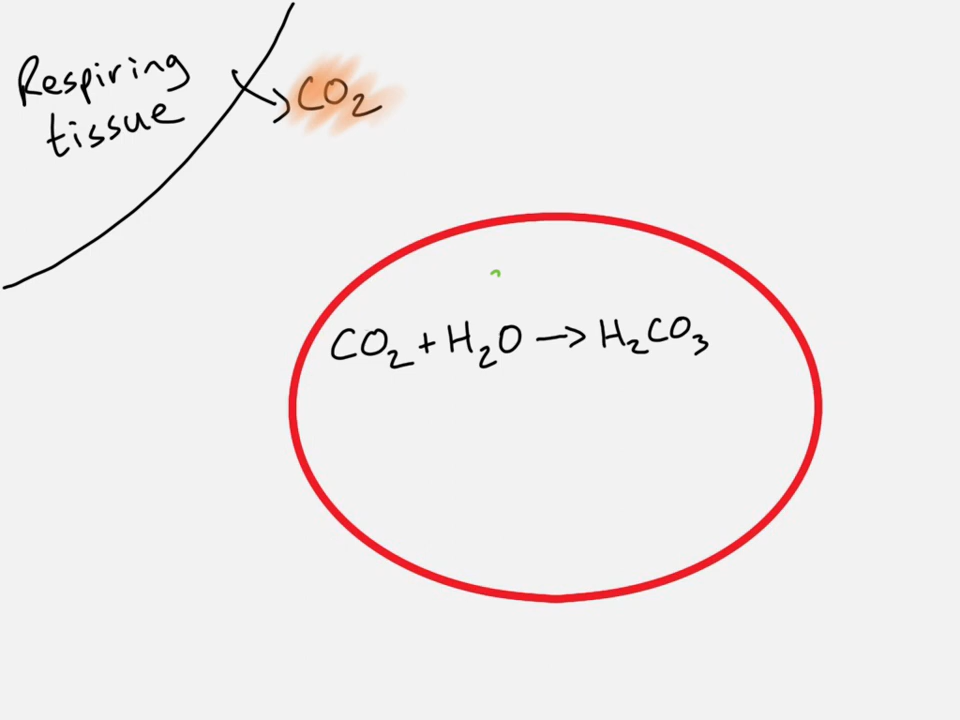 Respiring
tissue
CO₂
CO₂ + H₂O → H₂CO₃